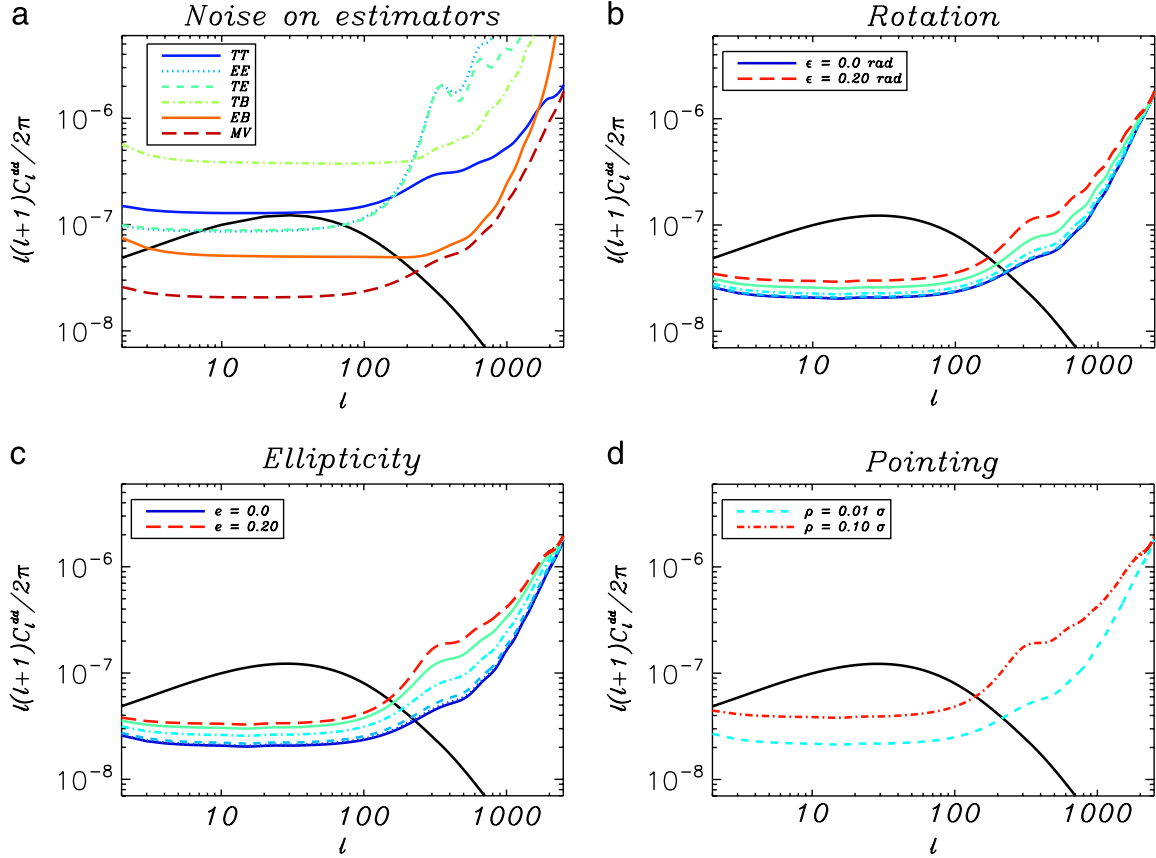 a
Noise on estimators
TT
EE
TE
TB
EB
MV
10⁻⁶
10⁻⁷
10⁻⁸
l(l+1)C_l^dd/2π
10 100 1000
l
b
Rotation
ϵ = 0.0 rad
ϵ = 0.20 rad
10⁻⁶
10⁻⁷
10⁻⁸
l(l+1)C_l^dd/2π
10 100 1000
l
c
Ellipticity
e = 0.0
e = 0.20
10⁻⁶
10⁻⁷
10⁻⁸
l(l+1)C_l^dd/2π
10 100 1000
l
d
Pointing
ρ = 0.01 σ
ρ = 0.10 σ
10⁻⁶
10⁻⁷
10⁻⁸
l(l+1)C_l^dd/2π
10 100 1000
l